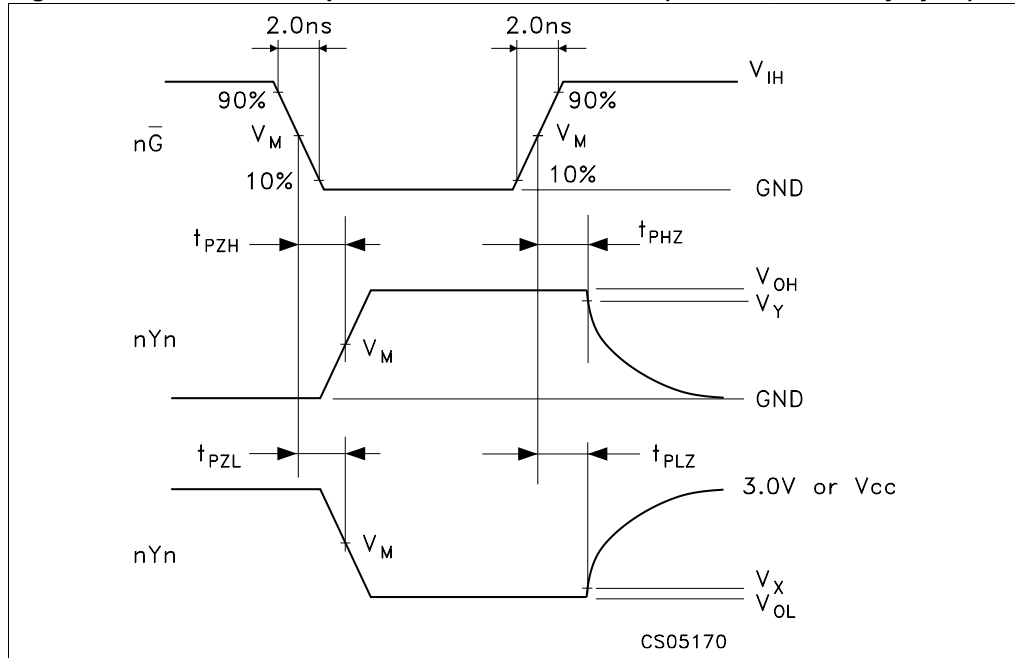 2.0ns 2.0ns
V_IH
90% 90%
nG̅ V_M V_M
10% 10%
GND
t_PZH t_PHZ
V_OH
V_Y
nYn V_M
GND
t_PZL t_PLZ
3.0V or Vcc
nYn V_M
V_X
V_OL
CS05170